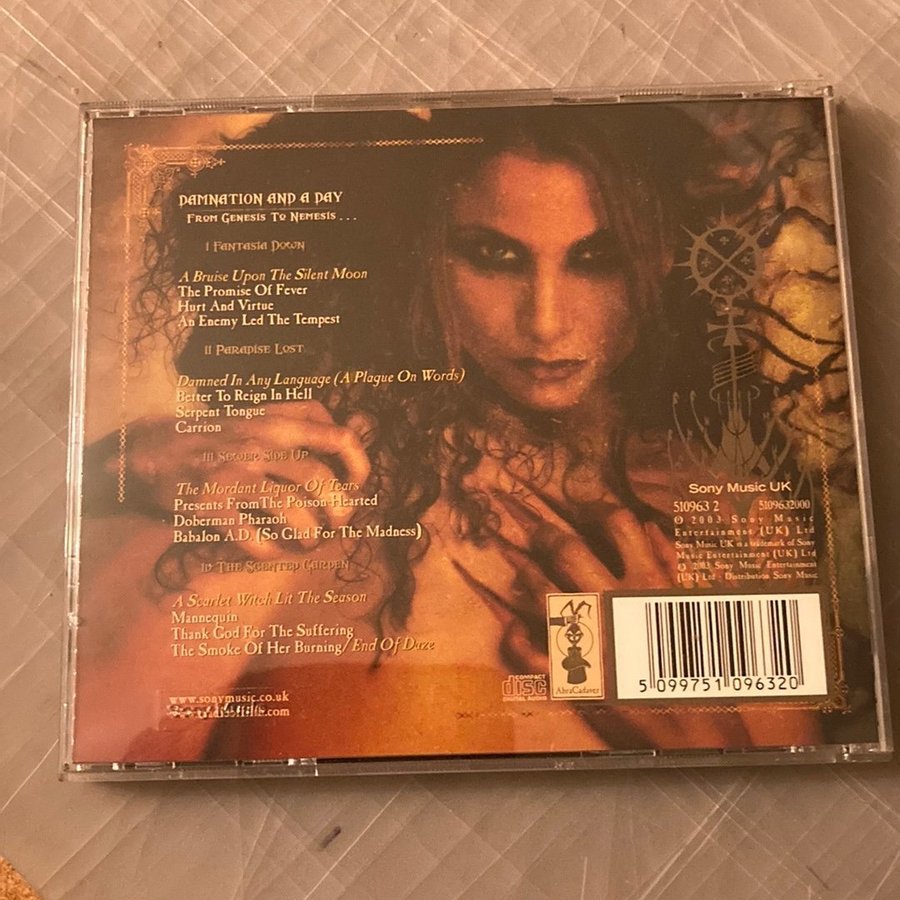 DAMNATION AND A DAY
FROM GENESIS TO NEMESIS . . .
I FANTASIA DOWN
A Bruise Upon The Silent Moon
The Promise Of Fever
Hurt And Virtue
An Enemy Led The Tempest
II PARADISE LOST
Damned In Any Language (A Plague On Words)
Better To Reign In Hell
Serpent Tongue
Carrion
III SEWER SIDE UP
The Mordant Liquor Of Tears
Presents From The Poison-Hearted
Doberman Pharaoh
Babalon A.D. (So Glad For The Madness)
IV THE SCENTED GARDEN
A Scarlet Witch Lit The Season
Mannequin
Thank God For The Suffering
The Smoke Of Her Burning/End Of Daze
www.sonymusic.co.uk
Sony Music UK
510963 2 5109632000
℗ 2003 Sony Music
Entertainment (UK) Ltd
Sony Music UK is a trademark of Sony
Music Entertainment (UK) Ltd
© 2003 Sony Music Entertainment
(UK) Ltd · Distribution Sony Music
COMPACT
disc
DIGITAL AUDIO
AbraCadaver
5 099751 096320